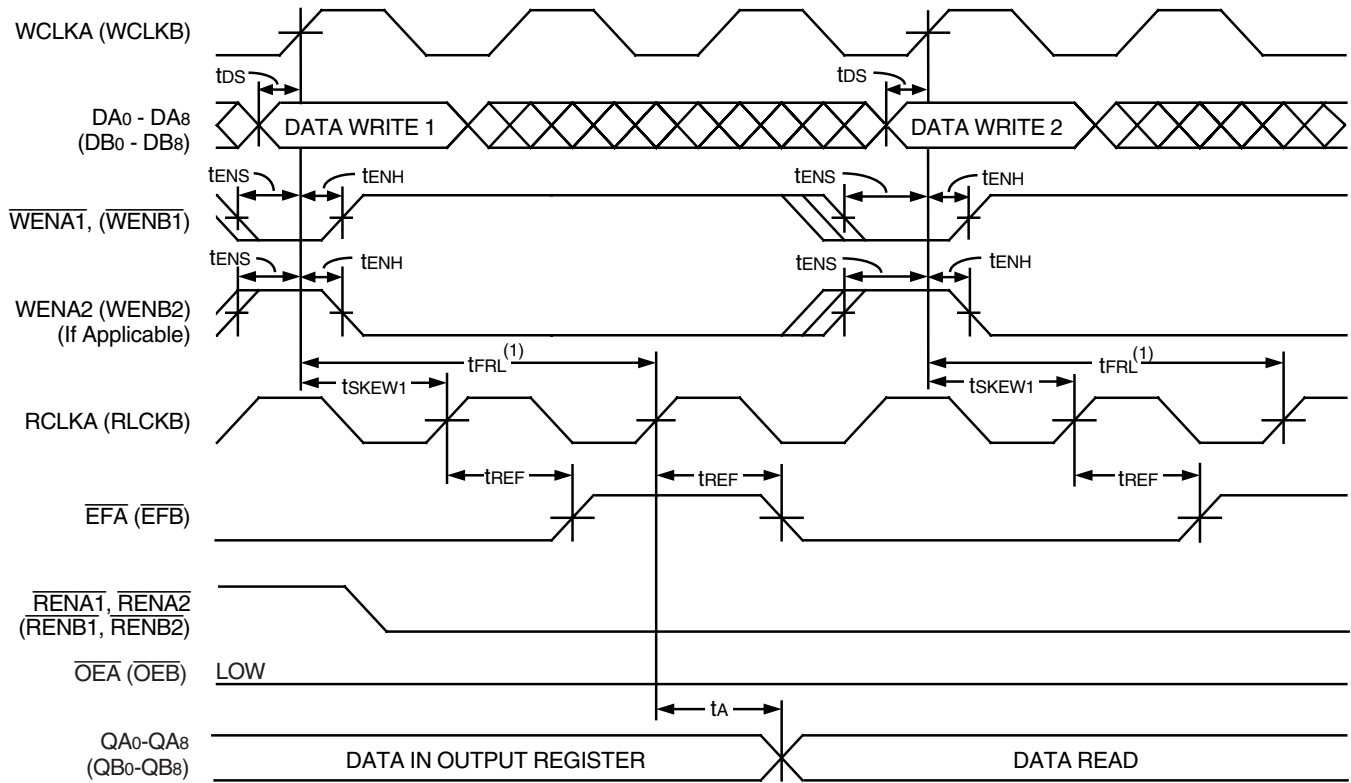 WCLKA (WCLKB)
tDS
tDS
DA0 - DA8
(DB0 - DB8)
DATA WRITE 1
DATA WRITE 2
tENS
tENH
tENS
tENH
WENA1, (WENB1)
tENS
tENH
tENS
tENH
WENA2 (WENB2)
(If Applicable)
tFRL(1)
tFRL(1)
tSKEW1
tSKEW1
RCLKA (RLCKB)
tREF
tREF
tREF
EFA (EFB)
RENA1, RENA2
(RENB1, RENB2)
OEA (OEB)
LOW
tA
QA0-QA8
(QB0-QB8)
DATA IN OUTPUT REGISTER
DATA READ